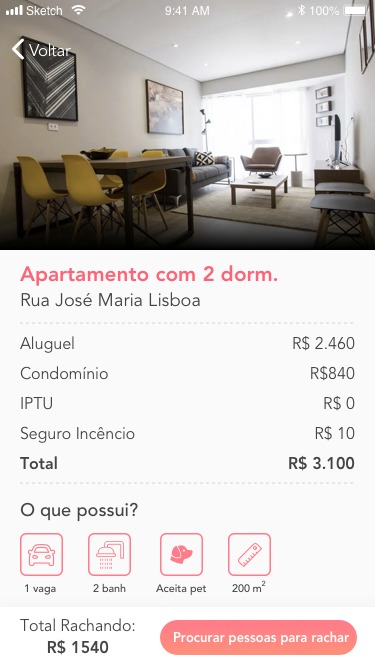 Sketch 9:41 AM 100%
Voltar
Apartamento com 2 dorm.
Rua José Maria Lisboa
Aluguel R$ 2.460
Condomínio R$840
IPTU R$ 0
Seguro Incêncio R$ 10
Total R$ 3.100
O que possui?
1 vaga 2 banh Aceita pet 200 m²
Total Rachando:
R$ 1540
Procurar pessoas para rachar